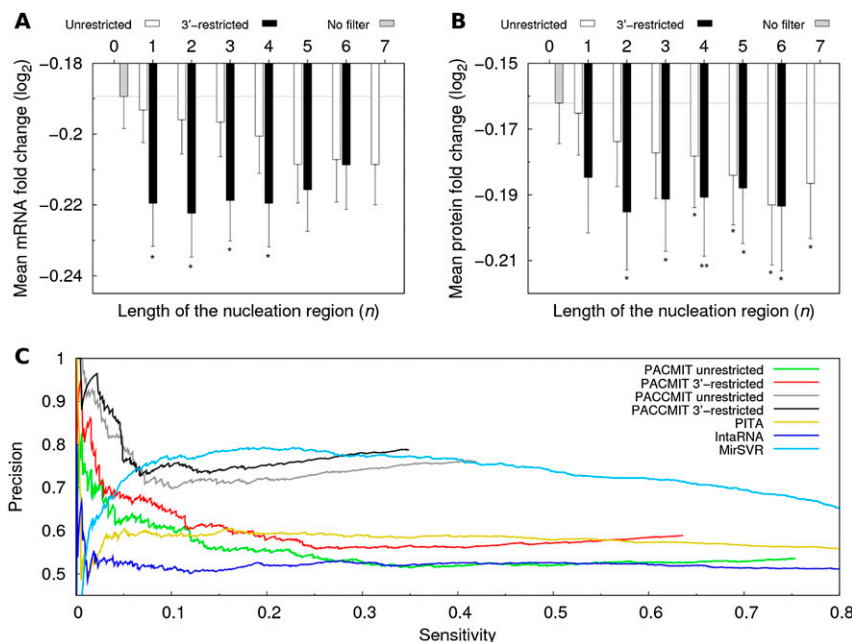 A
Unrestricted 3'-restricted No filter
0 1 2 3 4 5 6 7
-0.18
-0.2
-0.22
-0.24
Mean mRNA fold change (log2)
* * * *
Length of the nucleation region (n)
B
Unrestricted 3'-restricted No filter
0 1 2 3 4 5 6 7
-0.15
-0.17
-0.19
-0.21
Mean protein fold change (log2)
* * * ** * * * * *
Length of the nucleation region (n)
C
1
0.9
0.8
0.7
0.6
0.5
Precision
PACMIT unrestricted
PACMIT 3'-restricted
PACCMIT unrestricted
PACCMIT 3'-restricted
PITA
IntaRNA
MirSVR
0 0.1 0.2 0.3 0.4 0.5 0.6 0.7 0.8
Sensitivity